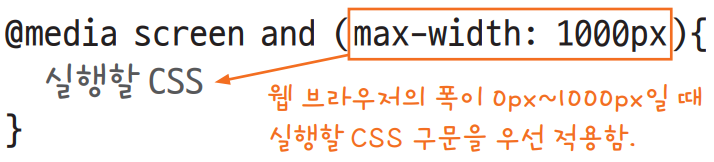 @media screen and (max-width: 1000px){
실행할 CSS
웹 브라우저의 폭이 0px~1000px일 때
실행할 CSS 구문을 우선 적용함.
}